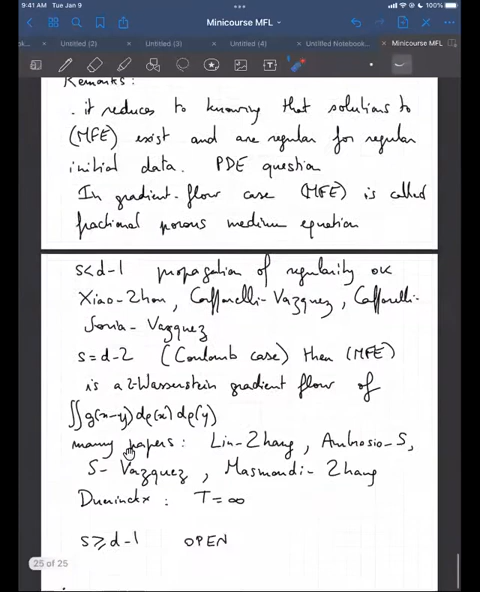 9:41 AM Tue Jan 9
100%
Minicourse MFL
Untitled (2)
Untitled (3)
Untitled (4)
Untitled Notebook...
Minicourse MFL
Remarks:
. it reduces to knowing that solutions to
(MFE) exist and are regular for regular
initial data. PDE question
In gradient-flow case (MFE) is called
fractional porous medium equation
s<d-1 propagation of regularity ok
Xiao-Zhou, Caffarelli-Vazquez, Caffarelli-
Soria-Vazquez
s=d-2 (Coulomb case) then (MFE)
is a 2-Wasserstein gradient flow of
∬g(x-y)dρ(x)dρ(y)
many papers: Lin-Zhang, Ambrosio-S,
S-Vazquez, Masmoudi-Zhang
Duerinckx: T=∞
s⩾d-1 OPEN
25 of 25